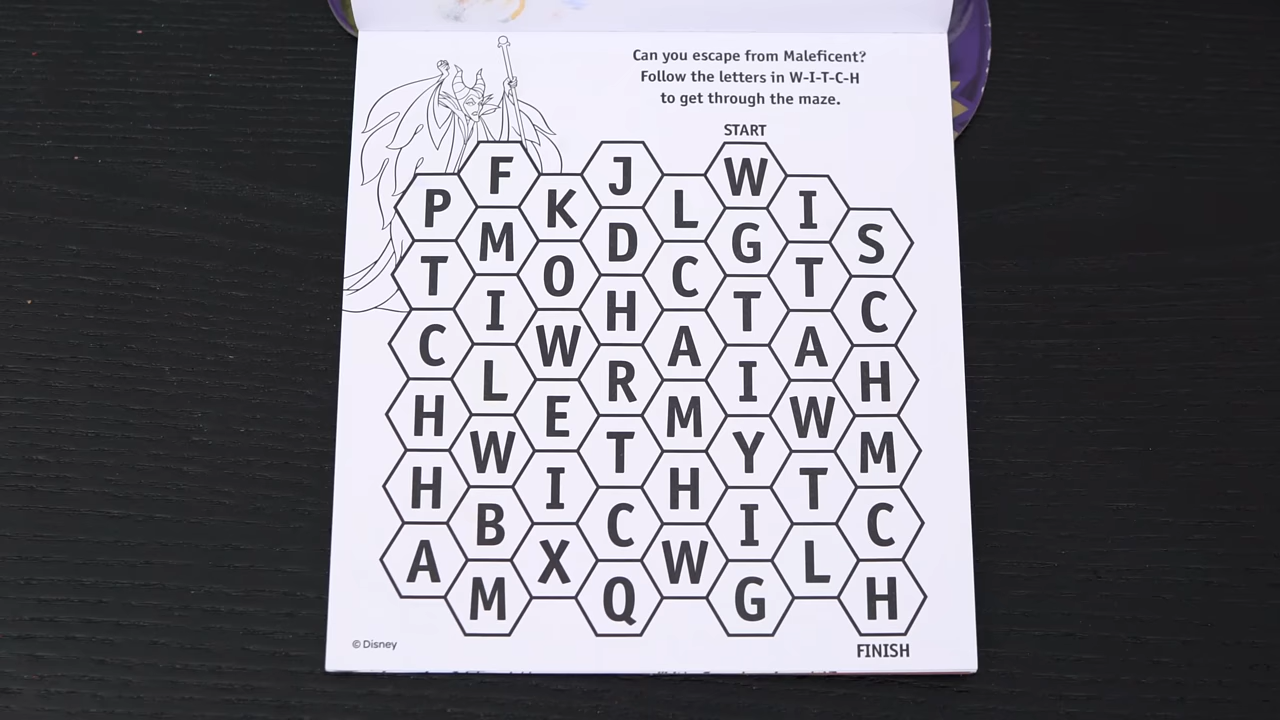 Can you escape from Maleficent?
Follow the letters in W-I-T-C-H
to get through the maze.
START
F J W
P K L I
M D G S
T O C T
I H T C
C W A A
L R I H
H E M W
W T Y M
H I H T
B C I C
A X W L
M Q G H
© Disney
FINISH